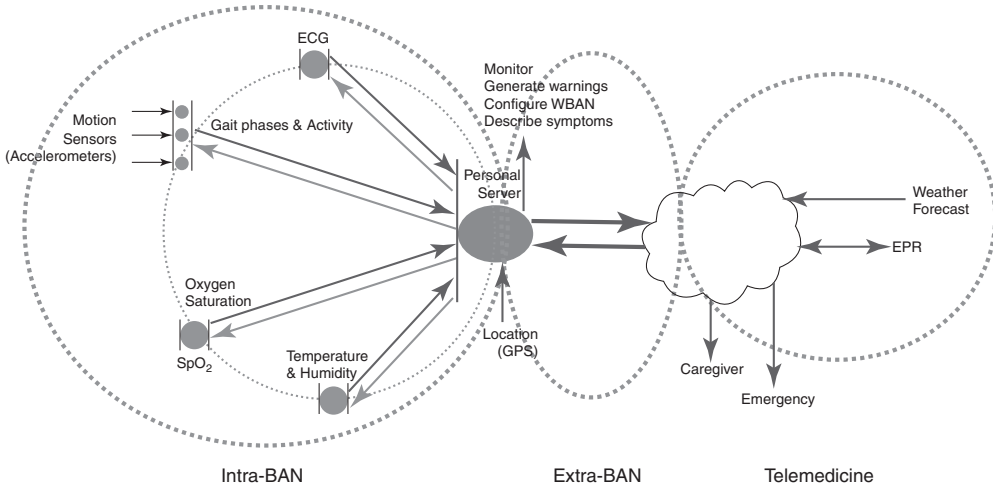 ECG
Monitor
Generate warnings
Configure WBAN
Describe symptoms
Motion
Sensors
(Accelerometers)
Gait phases & Activity
Personal
Server
Weather
Forecast
EPR
Oxygen
Saturation
SpO₂
Temperature
& Humidity
Location
(GPS)
Caregiver
Emergency
Intra-BAN
Extra-BAN
Telemedicine